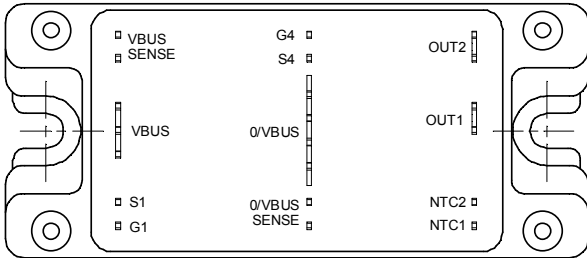 VBUS
SENSE
G4
S4
OUT2
VBUS
0/VBUS
OUT1
S1
G1
0/VBUS
SENSE
NTC2
NTC1